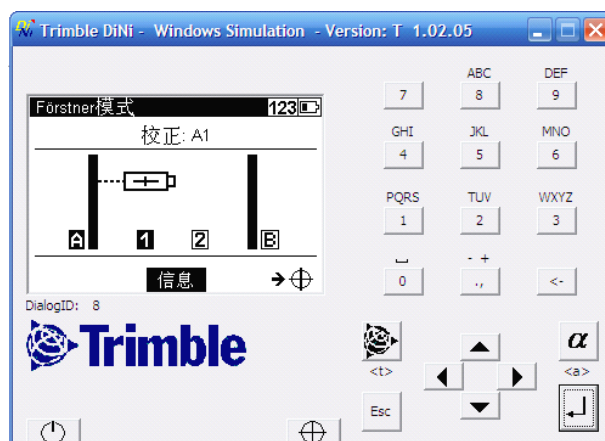 Trimble DiNi - Windows Simulation - Version: T 1.02.05
Förstner模式 123
校正: A1
A 1 2 B
信息
DialogID: 8
Trimble
ABC DEF
7 8 9
GHI JKL MNO
4 5 6
PQRS TUV WXYZ
1 2 3
- +
0 ., <-
<t> α <a>
Esc